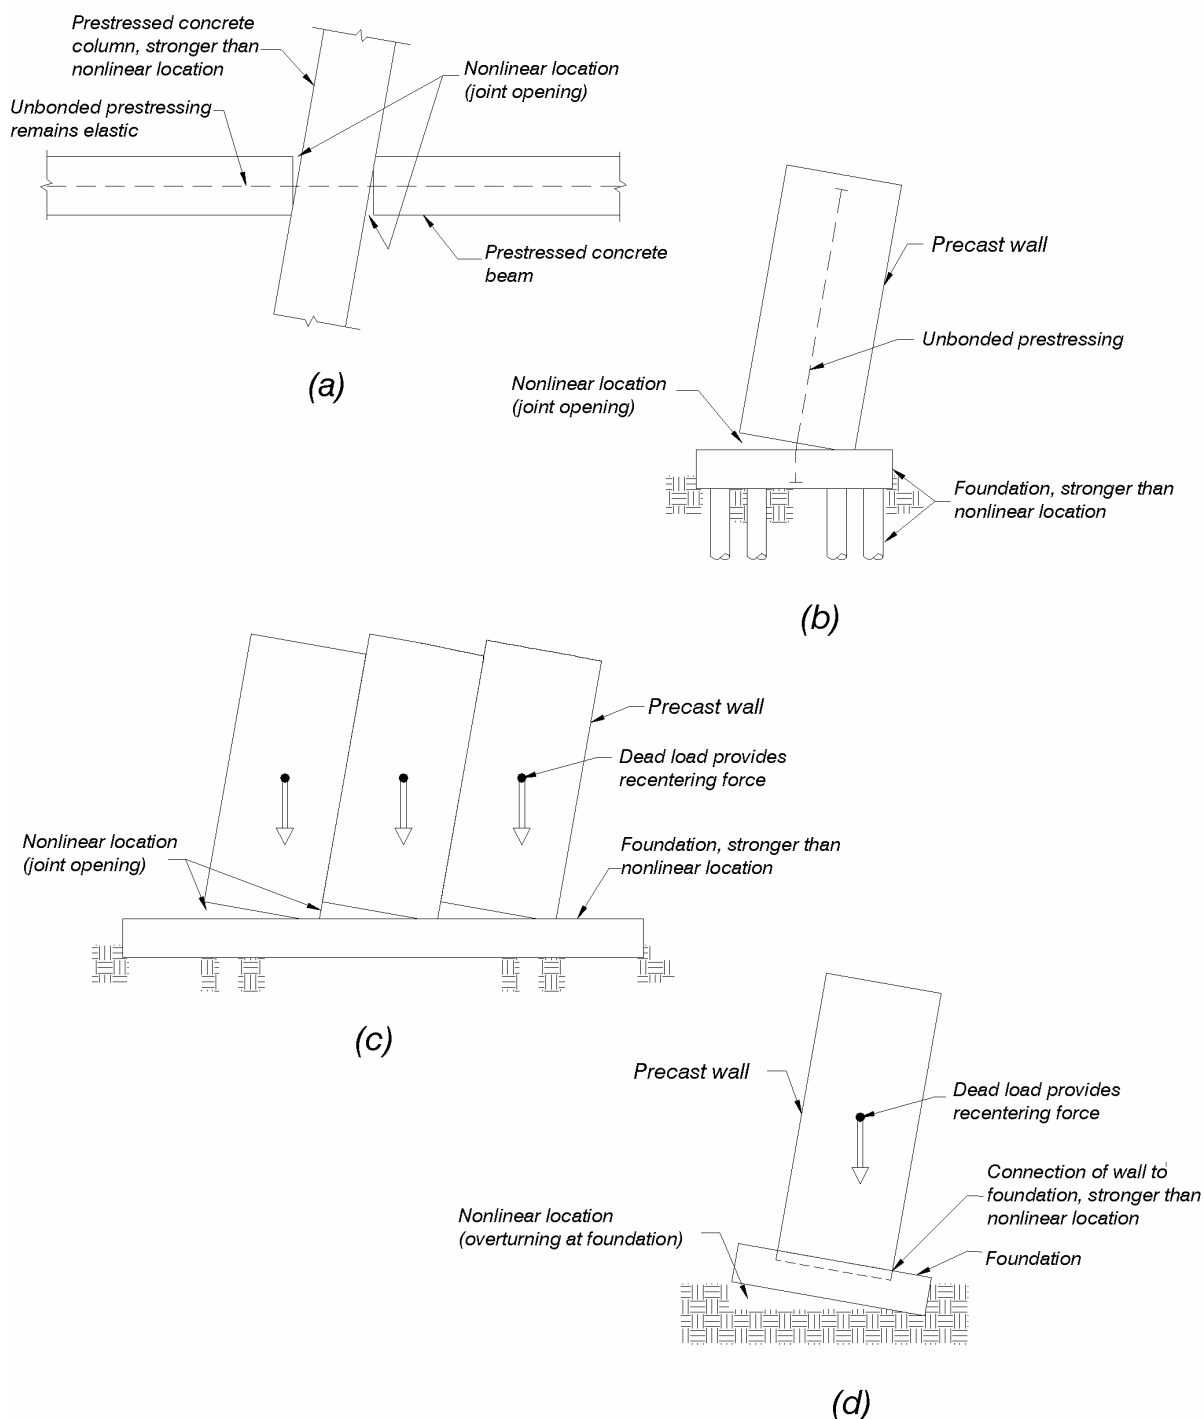 Prestressed concrete
column, stronger than
nonlinear location
Nonlinear location
(joint opening)
Unbonded prestressing
remains elastic
Prestressed concrete
beam
(a)
Precast wall
Unbonded prestressing
Nonlinear location
(joint opening)
Foundation, stronger than
nonlinear location
(b)
Precast wall
Dead load provides
recentering force
Nonlinear location
(joint opening)
Foundation, stronger than
nonlinear location
(c)
Precast wall
Dead load provides
recentering force
Connection of wall to
foundation, stronger than
nonlinear location
Nonlinear location
(overturning at foundation)
Foundation
(d)